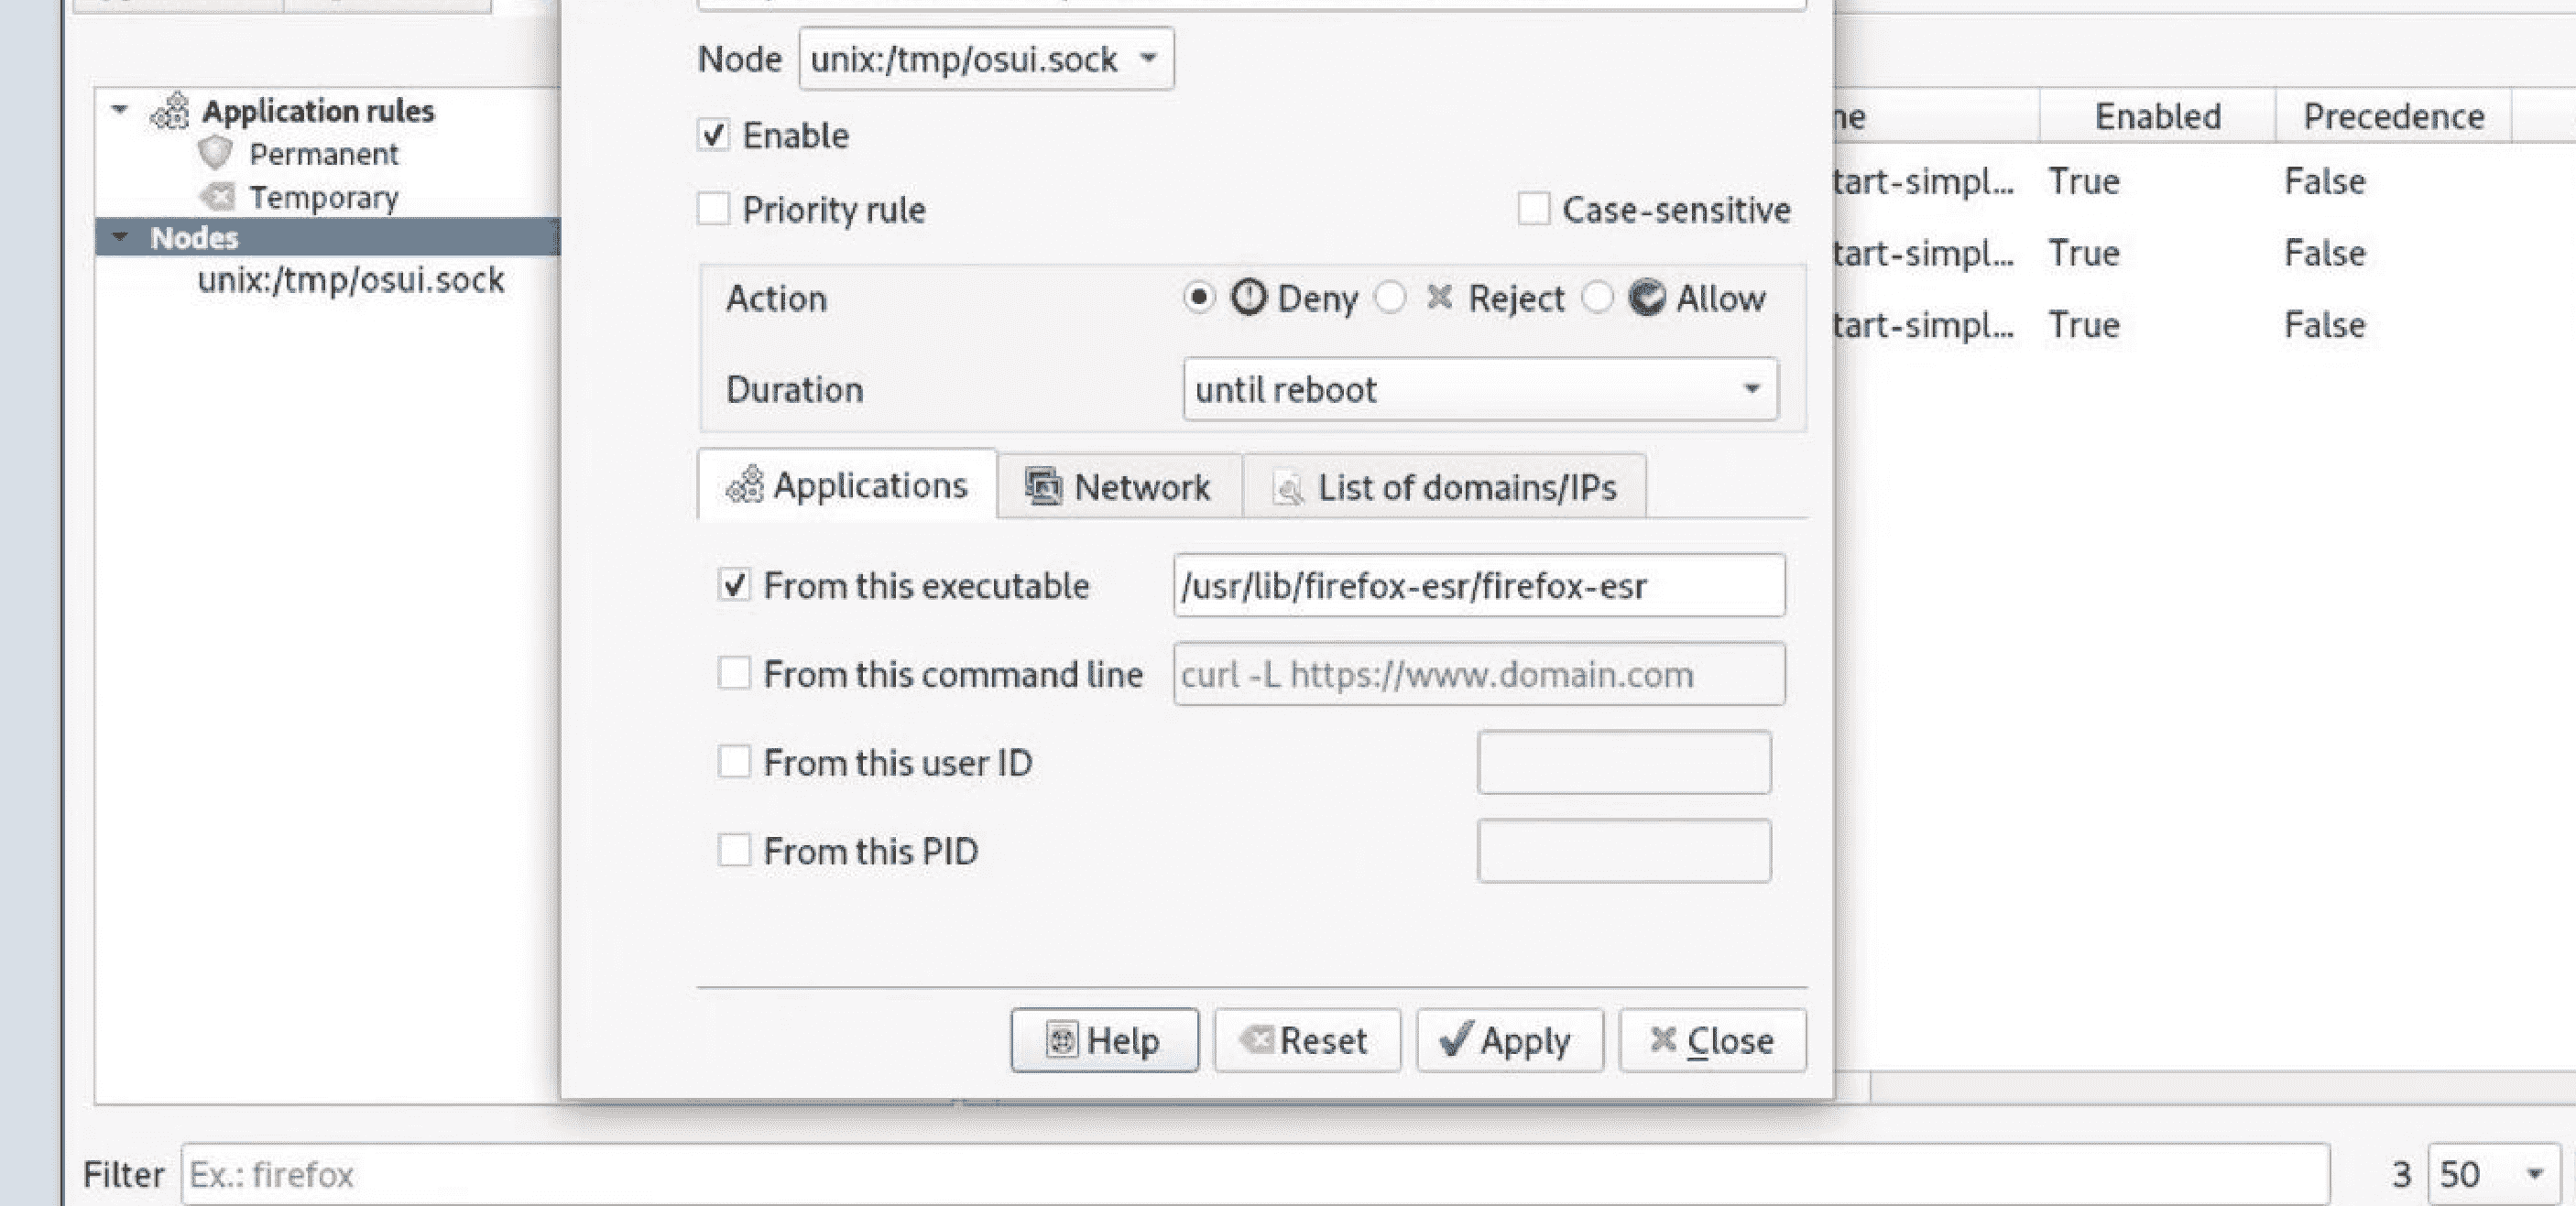 Node unix:/tmp/osui.sock
Enable
Priority rule Case-sensitive
Action Deny Reject Allow
Duration until reboot
Applications Network List of domains/IPs
From this executable /usr/lib/firefox-esr/firefox-esr
From this command line curl -L https://www.domain.com
From this user ID
From this PID
Help Reset Apply Close
Application rules
Permanent
Temporary
Nodes
unix:/tmp/osui.sock
ne Enabled Precedence
tart-simpl... True False
tart-simpl... True False
tart-simpl... True False
Filter Ex.: firefox 3 50